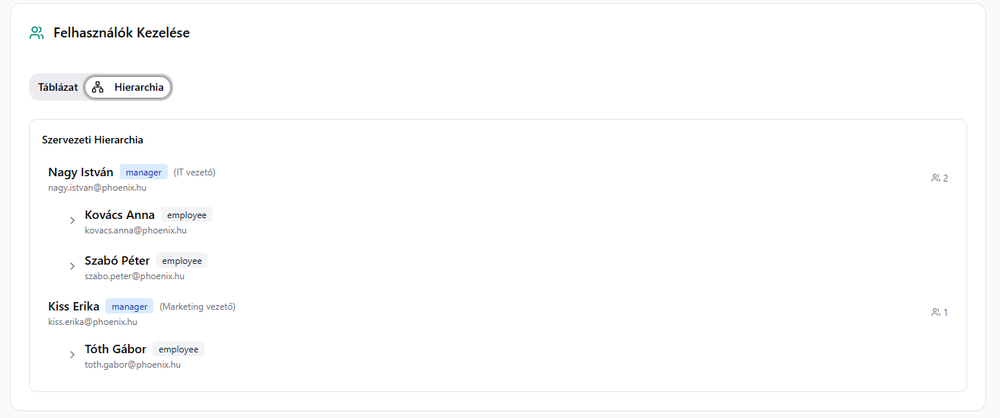 Felhasználók Kezelése
Táblázat Hierarchia
Szervezeti Hierarchia
Nagy István manager (IT vezető)
nagy.istvan@phoenix.hu
2
Kovács Anna employee
kovacs.anna@phoenix.hu
Szabó Péter employee
szabo.peter@phoenix.hu
Kiss Erika manager (Marketing vezető)
kiss.erika@phoenix.hu
1
Tóth Gábor employee
toth.gabor@phoenix.hu